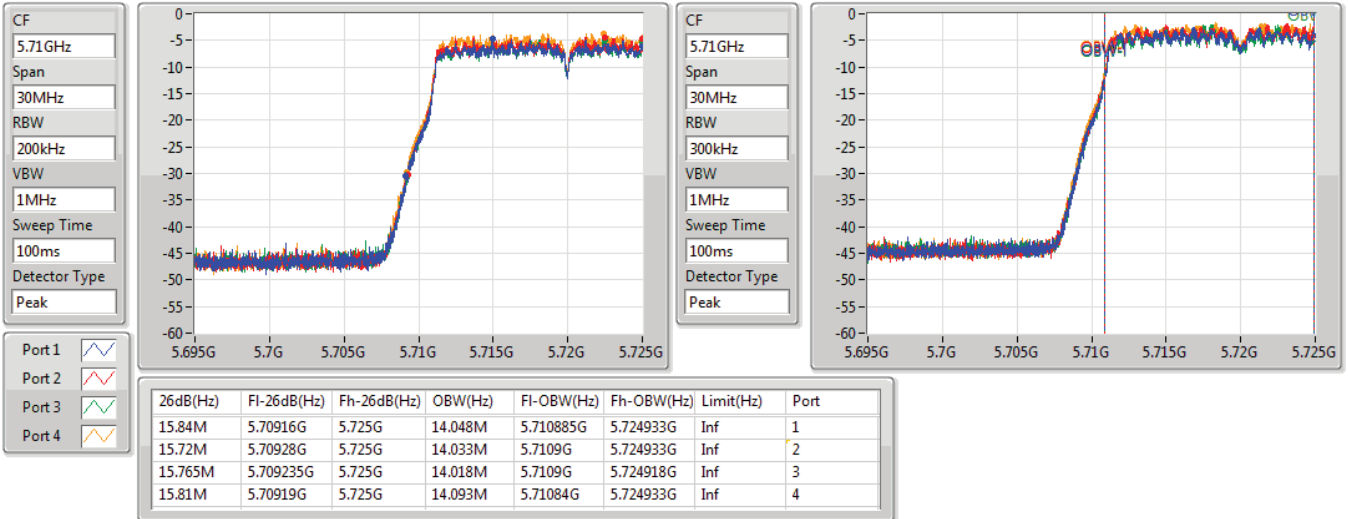 CF
5.71GHz
Span
30MHz
RBW
200kHz
VBW
1MHz
Sweep Time
100ms
Detector Type
Peak
0
-5
-10
-15
-20
-25
-30
-35
-40
-45
-50
-55
-60
5.695G 5.7G 5.705G 5.71G 5.715G 5.72G 5.725G
CF
5.71GHz
Span
30MHz
RBW
300kHz
VBW
1MHz
Sweep Time
100ms
Detector Type
Peak
0
-5
-10
-15
-20
-25
-30
-35
-40
-45
-50
-55
-60
5.695G 5.7G 5.705G 5.71G 5.715G 5.72G 5.725G
Port 1
Port 2
Port 3
Port 4
26dB(Hz) Fl-26dB(Hz) Fh-26dB(Hz) OBW(Hz) Fl-OBW(Hz) Fh-OBW(Hz) Limit(Hz) Port
15.84M 5.70916G 5.725G 14.048M 5.710885G 5.724933G Inf 1
15.72M 5.70928G 5.725G 14.033M 5.7109G 5.724933G Inf 2
15.765M 5.709235G 5.725G 14.018M 5.7109G 5.724918G Inf 3
15.81M 5.70919G 5.725G 14.093M 5.71084G 5.724933G Inf 4